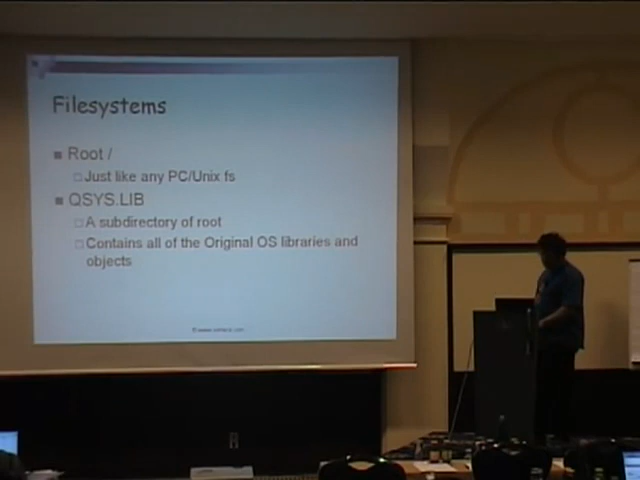 Filesystems
Root /
Just like any PC/Unix fs
QSYS.LIB
A subdirectory of root
Contains all of the Original OS libraries and
objects